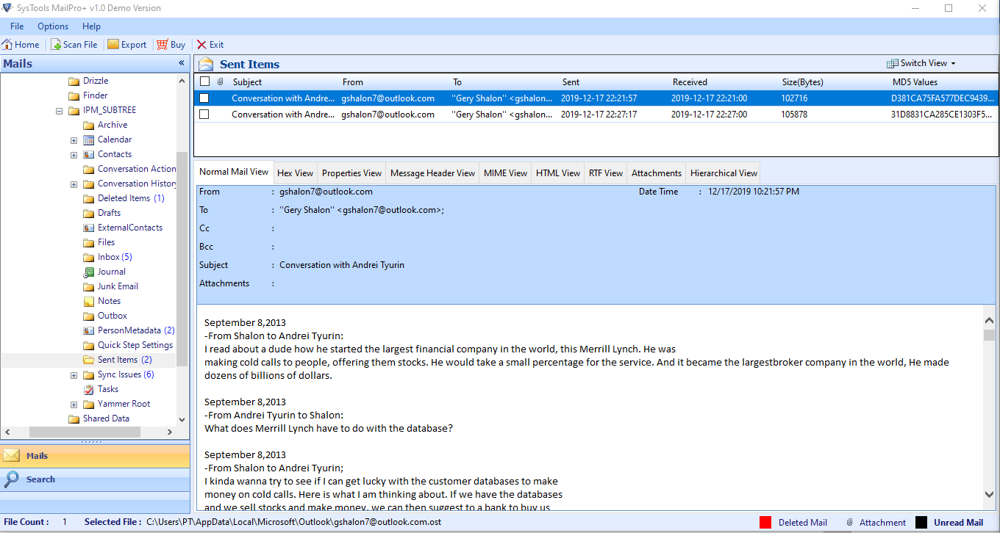 SysTools MailPro+ v1.0 Demo Version
File Options Help
Home Scan File Export Buy Exit
Mails «
Drizzle
Finder
IPM_SUBTREE
Archive
Calendar
Contacts
Conversation Action
Conversation History
Deleted Items (1)
Drafts
ExternalContacts
Files
Inbox (5)
Journal
Junk Email
Notes
Outbox
PersonMetadata (2)
Quick Step Settings
Sent Items (2)
Sync Issues (6)
Tasks
Yammer Root
Shared Data
Mails
Search
Sent Items Switch View
Subject From To Sent Received Size(Bytes) MD5 Values
Conversation with Andre... gshalon7@outlook.com "Gery Shalon" <gshalon... 2019-12-17 22:21:57 2019-12-17 22:21:00 102716 D381CA75FA577DEC9439...
Conversation with Andre... gshalon7@outlook.com "Gery Shalon" <gshalon... 2019-12-17 22:27:17 2019-12-17 22:27:00 105878 31D8831CA285CE1303F5...
Normal Mail View Hex View Properties View Message Header View MIME View HTML View RTF View Attachments Hierarchical View
From : gshalon7@outlook.com Date Time : 12/17/2019 10:21:57 PM
To : "Gery Shalon" <gshalon7@outlook.com>;
Cc :
Bcc :
Subject : Conversation with Andrei Tyurin
Attachments :
September 8,2013
-From Shalon to Andrei Tyurin:
I read about a dude how he started the largest financial company in the world, this Merrill Lynch. He was
making cold calls to people, offering them stocks. He would take a small percentage for the service. And it became the largestbroker company in the world, He made
dozens of billions of dollars.
September 8,2013
-From Andrei Tyurin to Shalon:
What does Merrill Lynch have to do with the database?
September 8,2013
-From Shalon to Andrei Tyurin;
I kinda wanna try to see if I can get lucky with the customer databases to make
money on cold calls. Here is what I am thinking about. If we have the databases
and we sell stocks and make money, we can then suggest to a bank to buy us
File Count : 1 Selected File : C:\Users\PT\AppData\Local\Microsoft\Outlook\gshalon7@outlook.com.ost Deleted Mail Attachment Unread Mail